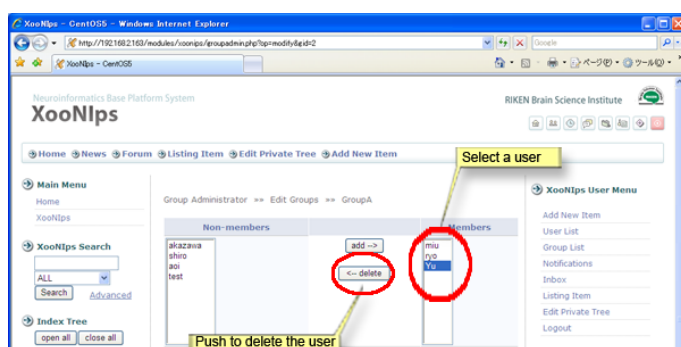 XooNIps - CentOS5 - Windows Internet Explorer
http://192.168.2.163/modules/xoonips/groupadmin.php?op=modify&gid=2
Google
XooNIps - CentOS5
ページ(P)
ツール(O)
Neuroinformatics Base Platform System
XooNIps
RIKEN Brain Science Institute
Home News Forum Listing Item Edit Private Tree Add New Item
Select a user
Main Menu
Home
XooNIps
XooNIps Search
ALL
Search Advanced
Index Tree
open all close all
Group Administrator »» Edit Groups »» GroupA
Non-members
Members
akazawa
shiro
aoi
test
add -->
<-- delete
miu
ryo
Yu
Push to delete the user
XooNIps User Menu
Add New Item
User List
Group List
Notifications
Inbox
Listing Item
Edit Private Tree
Logout